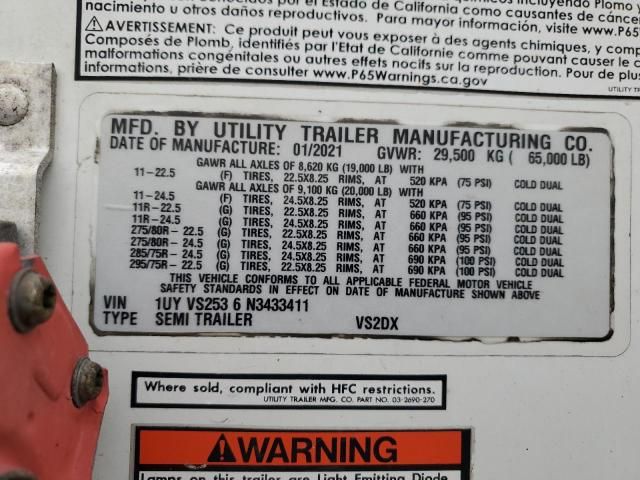 nacimiento u otros daños reproductivos. Para mayor información, visite www.P65
AVERTISSEMENT: Ce produit peut vous exposer à des agents chimiques, y comp
Composés de Plomb, identifiés par l'Etat de Californie comme pouvant causer le c
malformations congénitales ou autres effets nocifs sur la reproduction. Pour de plus
informations, prière de consulter www.P65Warnings.ca.gov
UTILITY TR
MFD. BY UTILITY TRAILER MANUFACTURING CO.
DATE OF MANUFACTURE: 01/2021 GVWR: 29,500 KG ( 65,000 LB)
GAWR ALL AXLES OF 8,620 KG (19,000 LB) WITH
11-22.5 (F) TIRES, 22.5X8.25 RIMS, AT 520 KPA (75 PSI) COLD DUAL
GAWR ALL AXLES OF 9,100 KG (20,000 LB) WITH
11-24.5 (F) TIRES, 24.5X8.25 RIMS, AT 520 KPA (75 PSI) COLD DUAL
11R-22.5 (G) TIRES, 22.5X8.25 RIMS, AT 660 KPA (95 PSI) COLD DUAL
11R-24.5 (G) TIRES, 24.5X8.25 RIMS, AT 660 KPA (95 PSI) COLD DUAL
275/80R- 22.5 (G) TIRES, 22.5X8.25 RIMS, AT 660 KPA (95 PSI) COLD DUAL
275/80R- 24.5 (G) TIRES, 24.5X8.25 RIMS, AT 660 KPA (95 PSI) COLD DUAL
285/75R- 24.5 (G) TIRES, 24.5X8.25 RIMS, AT 690 KPA (100 PSI) COLD DUAL
295/75R- 22.5 (G) TIRES, 22.5X8.25 RIMS, AT 690 KPA (100 PSI) COLD DUAL
THIS VEHICLE CONFORMS TO ALL APPLICABLE FEDERAL MOTOR VEHICLE
SAFETY STANDARDS IN EFFECT ON DATE OF MANUFACTURE SHOWN ABOVE
VIN 1UY VS253 6 N3433411
TYPE SEMI TRAILER VS2DX
Where sold, compliant with HFC restrictions.
UTILITY TRAILER MFG. CO. PART NO. 03-2690-270
WARNING
Lamps on this trailer are Light Emitting Diode